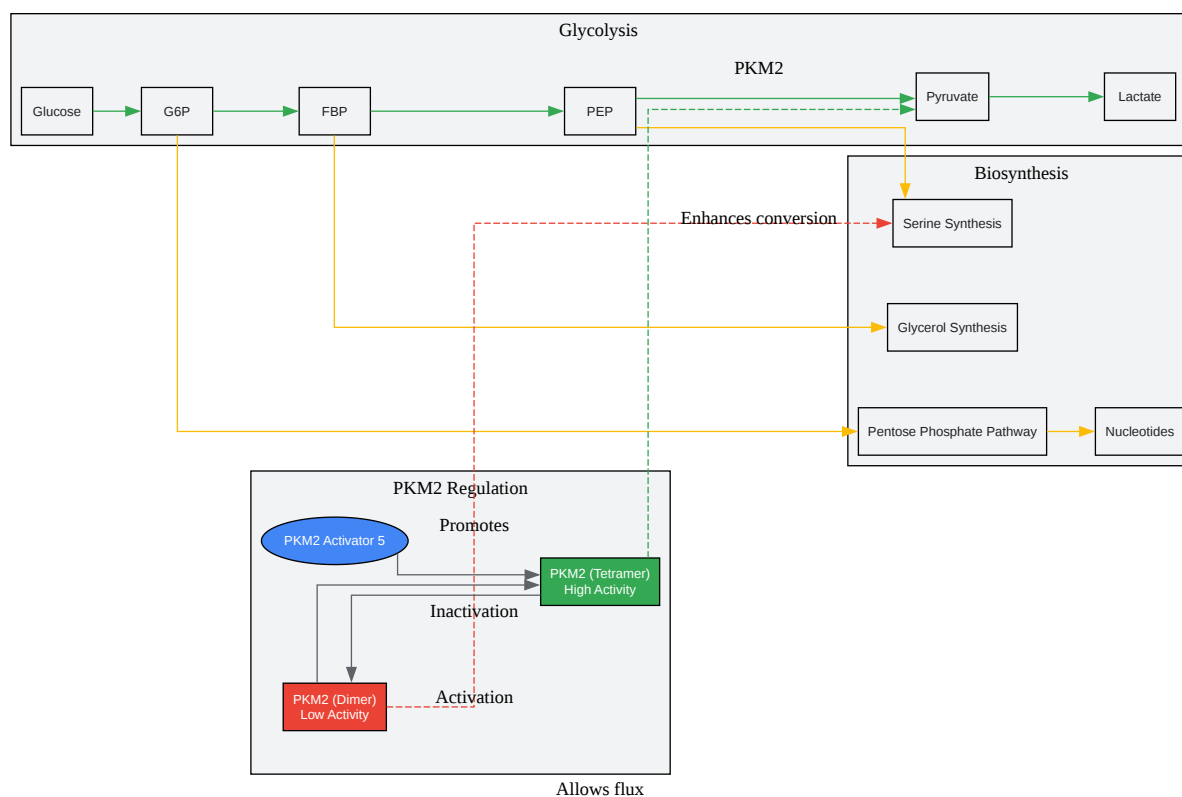 Glycolysis
PKM2
Glucose
G6P
FBP
PEP
Pyruvate
Lactate
Biosynthesis
Enhances conversion
Serine Synthesis
Glycerol Synthesis
Pentose Phosphate Pathway
Nucleotides
PKM2 Regulation
Promotes
PKM2 Activator 5
PKM2 (Tetramer)
High Activity
Inactivation
PKM2 (Dimer)
Low Activity
Activation
Allows flux